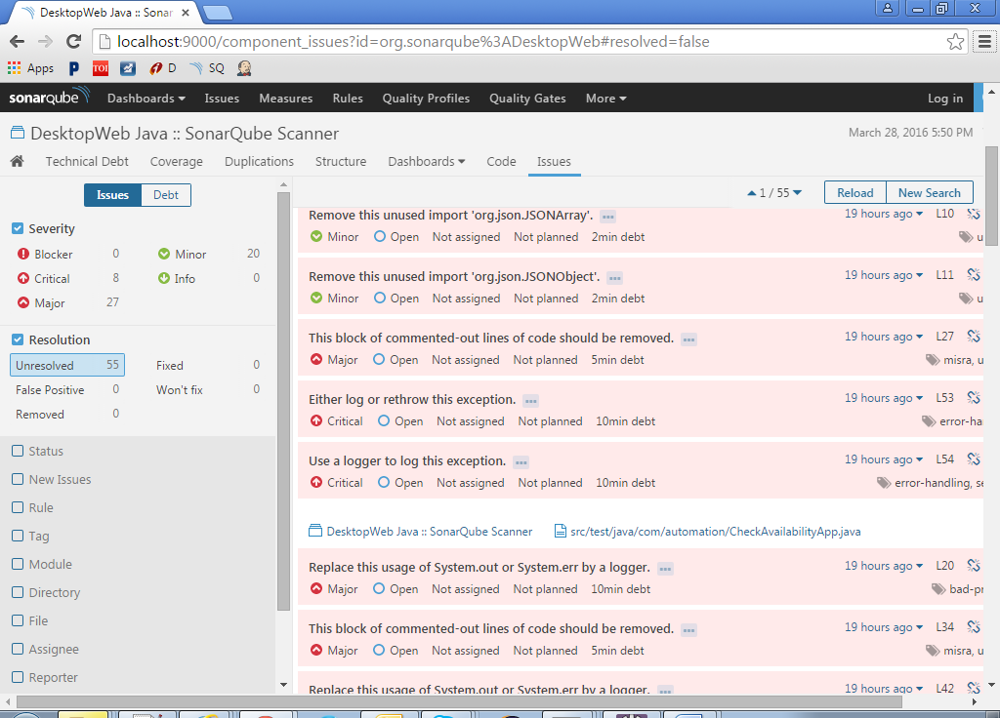 DesktopWeb Java :: Sonar
localhost:9000/component_issues?id=org.sonarqube%3ADesktopWeb#resolved=false
Apps P TOI D SQ
sonarqube Dashboards Issues Measures Rules Quality Profiles Quality Gates More Log in
DesktopWeb Java :: SonarQube Scanner March 28, 2016 5:50 PM
Technical Debt Coverage Duplications Structure Dashboards Code Issues
Issues Debt
1 / 55 Reload New Search
Severity
Blocker 0 Minor 20
Critical 8 Info 0
Major 27
Resolution
Unresolved 55 Fixed 0
False Positive 0 Won't fix 0
Removed 0
Status
New Issues
Rule
Tag
Module
Directory
File
Assignee
Reporter
Remove this unused import 'org.json.JSONArray'. 19 hours ago L10
Minor Open Not assigned Not planned 2min debt u
Remove this unused import 'org.json.JSONObject'. 19 hours ago L11
Minor Open Not assigned Not planned 2min debt u
This block of commented-out lines of code should be removed. 19 hours ago L27
Major Open Not assigned Not planned 5min debt misra, u
Either log or rethrow this exception. 19 hours ago L53
Critical Open Not assigned Not planned 10min debt error-ha
Use a logger to log this exception. 19 hours ago L54
Critical Open Not assigned Not planned 10min debt error-handling, se
DesktopWeb Java :: SonarQube Scanner src/test/java/com/automation/CheckAvailabilityApp.java
Replace this usage of System.out or System.err by a logger. 19 hours ago L20
Major Open Not assigned Not planned 10min debt bad-pr
This block of commented-out lines of code should be removed. 19 hours ago L34
Major Open Not assigned Not planned 5min debt misra, u
Replace this usage of System.out or System.err by a logger. 19 hours ago L42